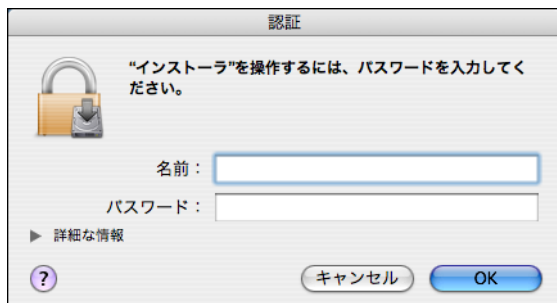 認証
“インストーラ”を操作するには、パスワードを入力してく
ださい。
名前：
パスワード：
詳細な情報
?
キャンセル
OK